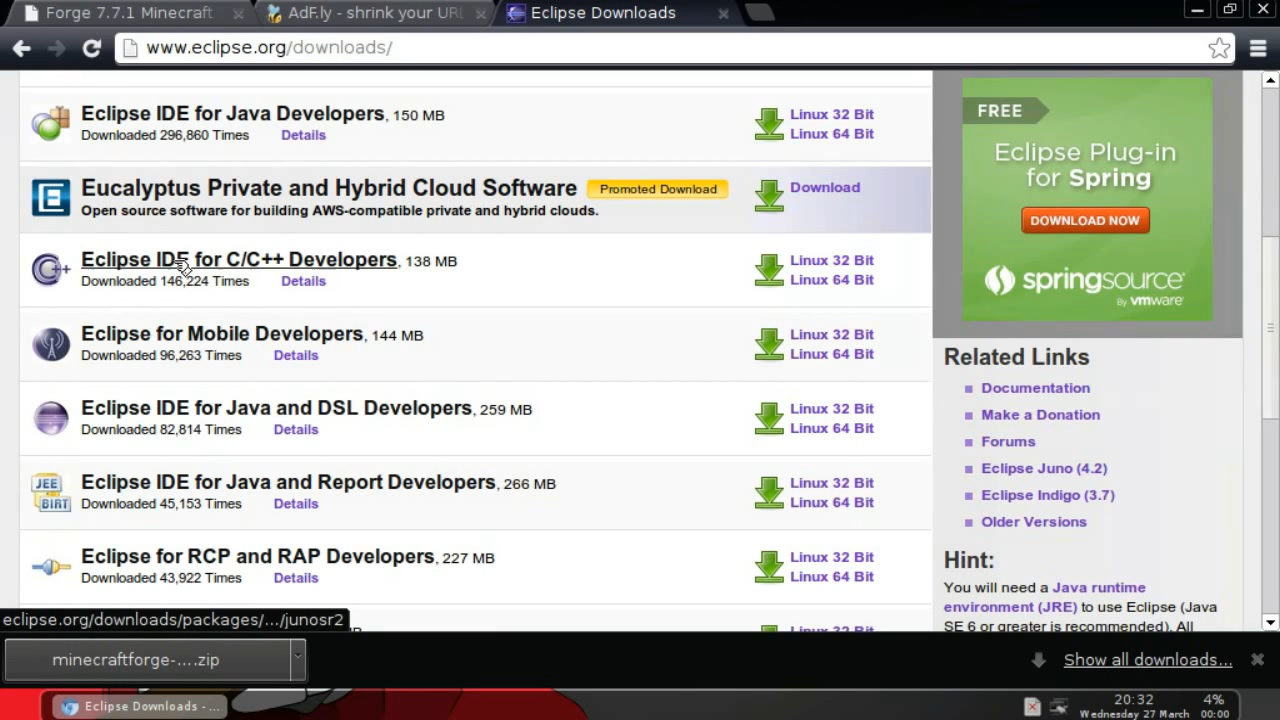 Forge 7.7.1 Minecraft
AdF.ly - shrink your URL
Eclipse Downloads
www.eclipse.org/downloads/
Eclipse IDE for Java Developers, 150 MB
Downloaded 296,860 Times Details
Linux 32 Bit
Linux 64 Bit
Eucalyptus Private and Hybrid Cloud Software Promoted Download
Open source software for building AWS-compatible private and hybrid clouds.
Download
Eclipse IDE for C/C++ Developers, 138 MB
Downloaded 146,224 Times Details
Linux 32 Bit
Linux 64 Bit
Eclipse for Mobile Developers, 144 MB
Downloaded 96,263 Times Details
Linux 32 Bit
Linux 64 Bit
Eclipse IDE for Java and DSL Developers, 259 MB
Downloaded 82,814 Times Details
Linux 32 Bit
Linux 64 Bit
JEE
BIRT
Eclipse IDE for Java and Report Developers, 266 MB
Downloaded 45,153 Times Details
Linux 32 Bit
Linux 64 Bit
Eclipse for RCP and RAP Developers, 227 MB
Downloaded 43,922 Times Details
Linux 32 Bit
Linux 64 Bit
Linux 32 Bit
FREE
Eclipse Plug-in
for Spring
DOWNLOAD NOW
springsource
By vmware
Related Links
Documentation
Make a Donation
Forums
Eclipse Juno (4.2)
Eclipse Indigo (3.7)
Older Versions
Hint:
You will need a Java runtime
environment (JRE) to use Eclipse (Java
SE 6 or greater is recommended). All
eclipse.org/downloads/packages/.../junosr2
minecraftforge-....zip
Show all downloads...
Eclipse Downloads - ...
20:32
Wednesday 27 March
4%
00:00